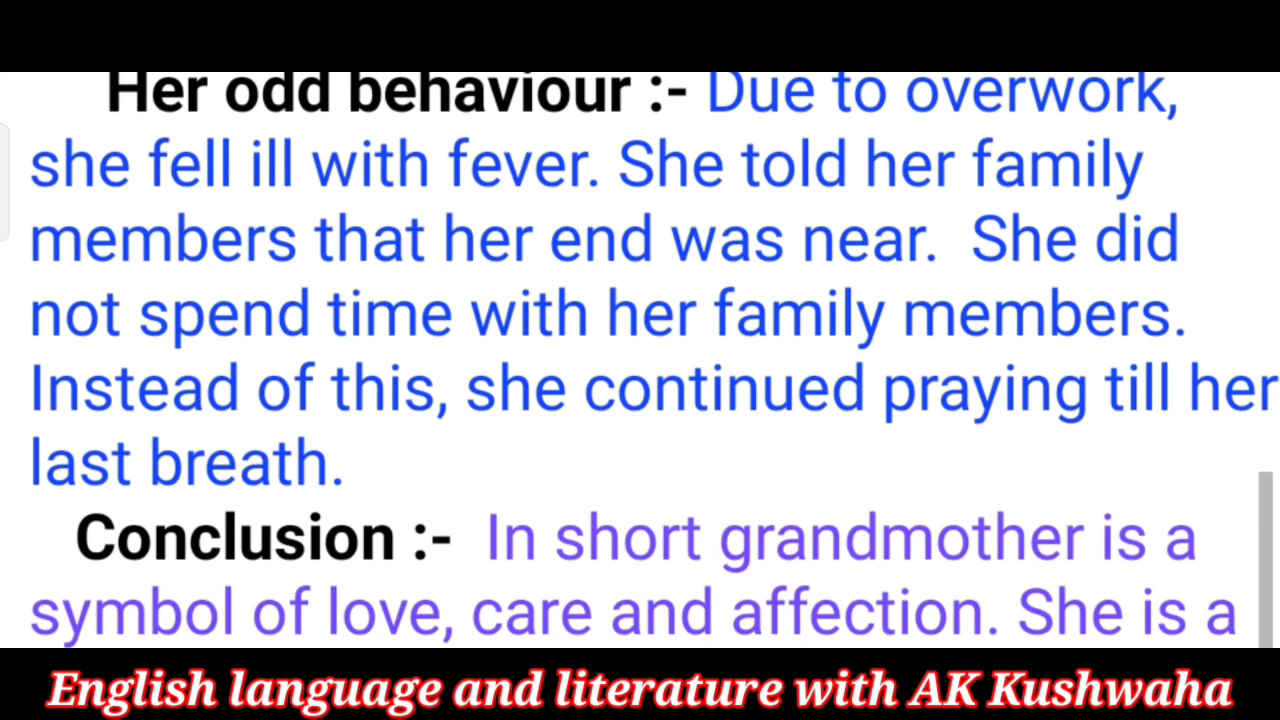 Her odd behaviour :- Due to overwork,
she fell ill with fever. She told her family
members that her end was near.  She did
not spend time with her family members.
Instead of this, she continued praying till her
last breath.
Conclusion :-  In short grandmother is a
symbol of love, care and affection. She is a
English language and literature with AK Kushwaha